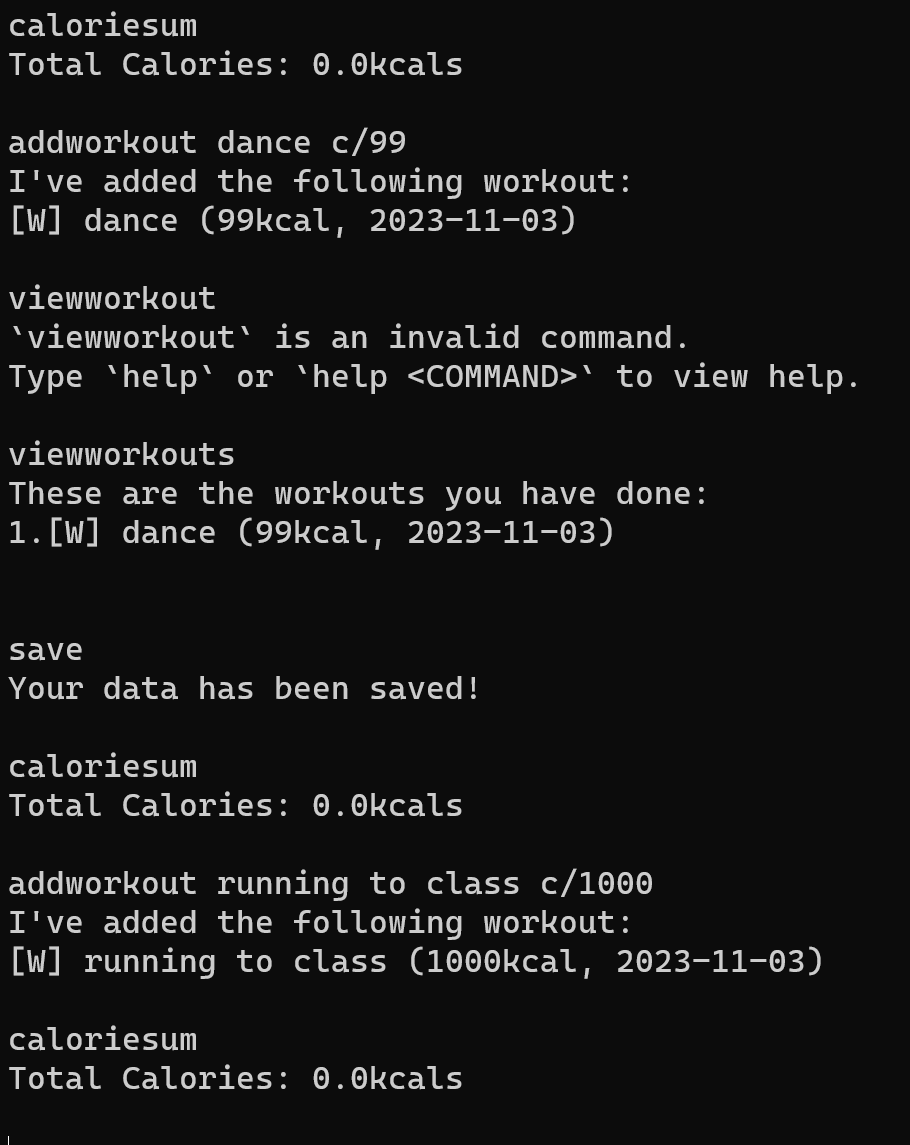 caloriesum
Total Calories: 0.0kcals
addworkout dance c/99
I've added the following workout:
[W] dance (99kcal, 2023-11-03)
viewworkout
`viewworkout` is an invalid command.
Type `help` or `help <COMMAND>` to view help.
viewworkouts
These are the workouts you have done:
1.[W] dance (99kcal, 2023-11-03)
save
Your data has been saved!
caloriesum
Total Calories: 0.0kcals
addworkout running to class c/1000
I've added the following workout:
[W] running to class (1000kcal, 2023-11-03)
caloriesum
Total Calories: 0.0kcals